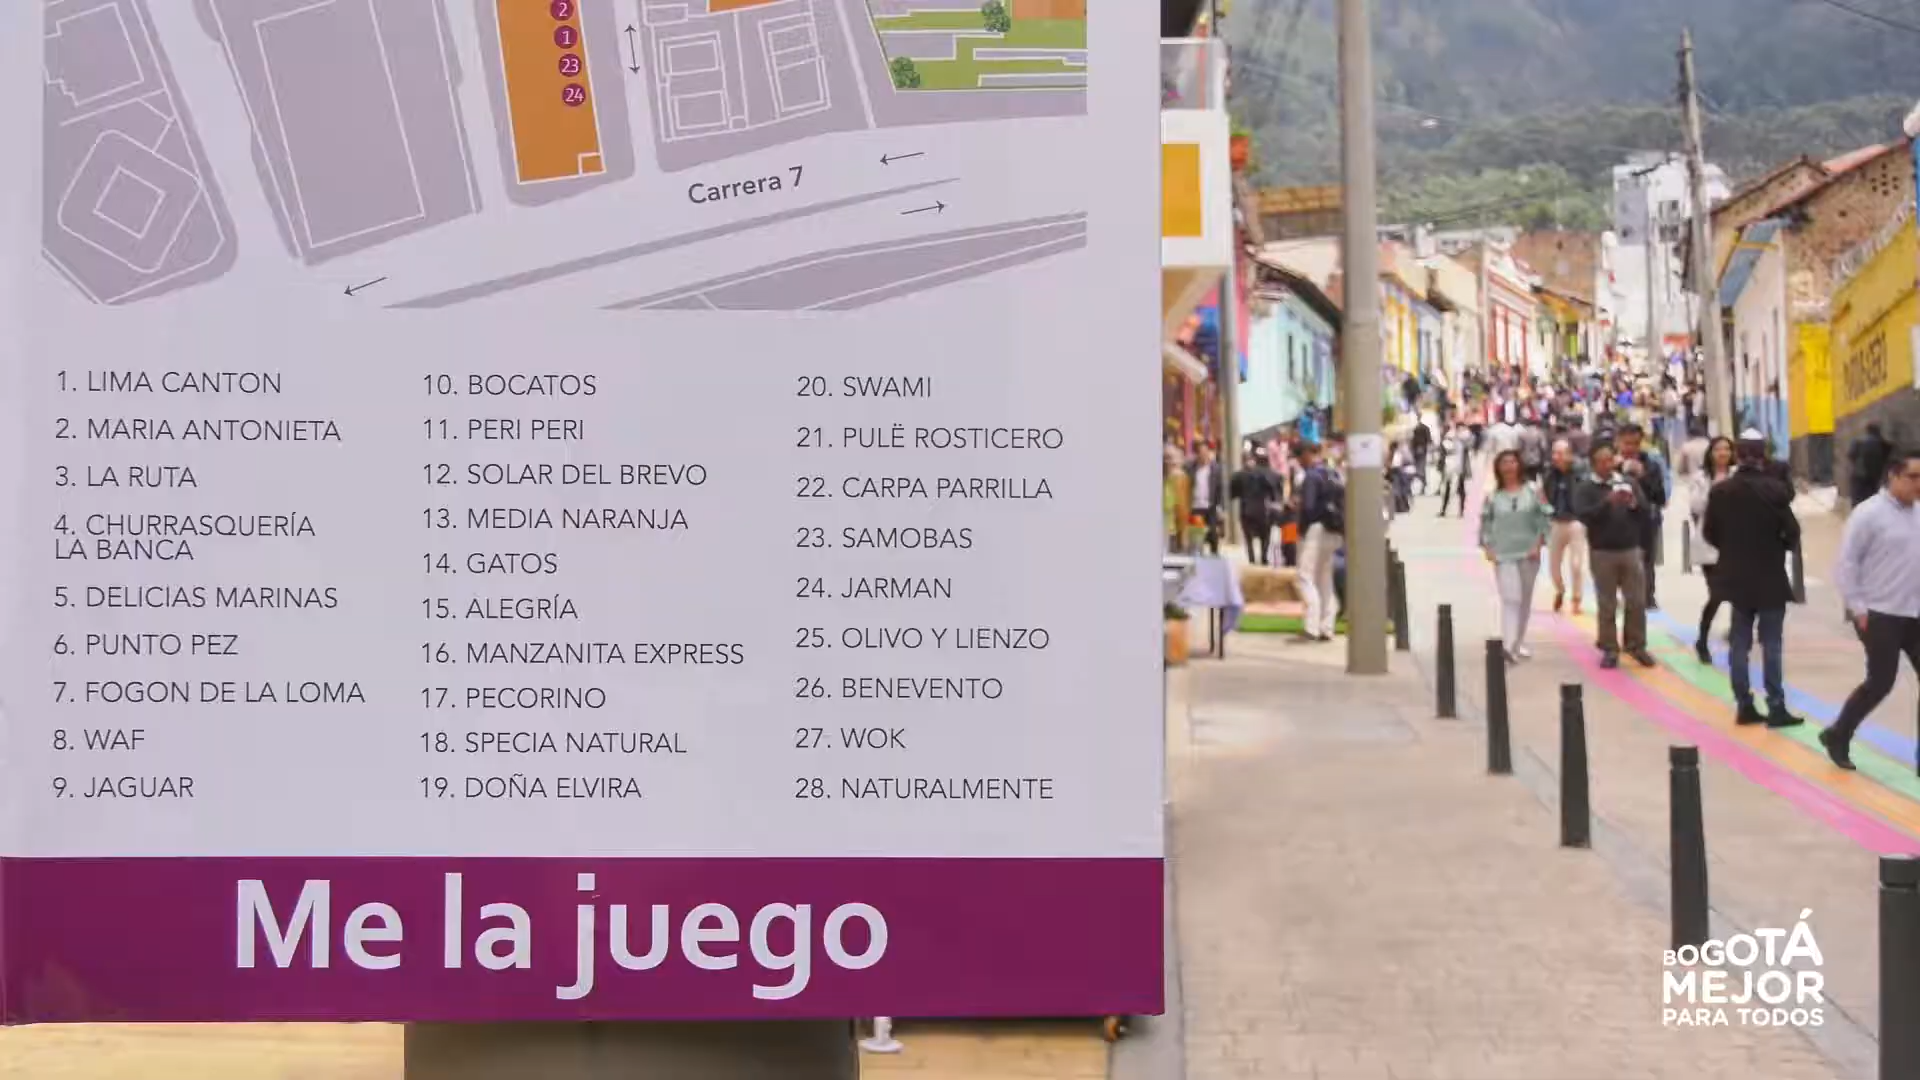 2
1
23
24
Carrera 7
1. LIMA CANTON
2. MARIA ANTONIETA
3. LA RUTA
4. CHURRASQUERÍA
LA BANCA
5. DELICIAS MARINAS
6. PUNTO PEZ
7. FOGON DE LA LOMA
8. WAF
9. JAGUAR
10. BOCATOS
11. PERI PERI
12. SOLAR DEL BREVO
13. MEDIA NARANJA
14. GATOS
15. ALEGRÍA
16. MANZANITA EXPRESS
17. PECORINO
18. SPECIA NATURAL
19. DOÑA ELVIRA
20. SWAMI
21. PULË ROSTICERO
22. CARPA PARRILLA
23. SAMOBAS
24. JARMAN
25. OLIVO Y LIENZO
26. BENEVENTO
27. WOK
28. NATURALMENTE
Me la juego
BOGOTÁ
MEJOR
PARA TODOS